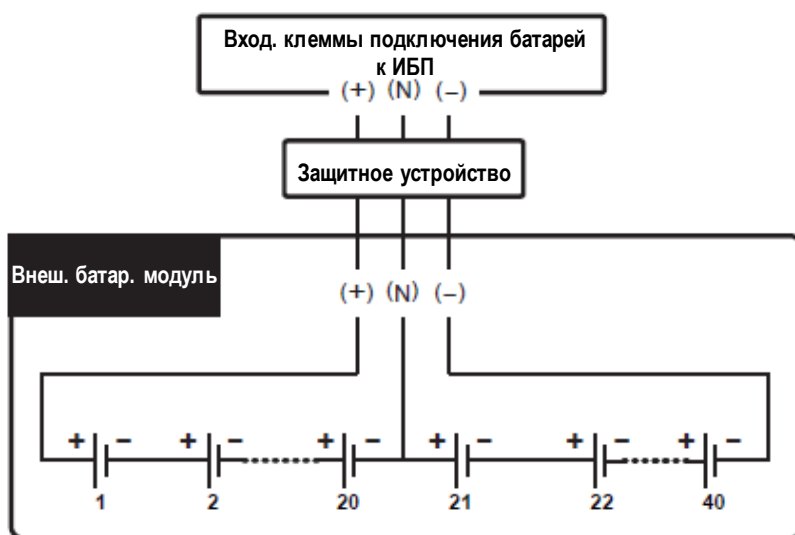 Вход. клеммы подключения батарей
к ИБП
(+) (N) (−)
Защитное устройство
Внеш. батар. модуль
(+) (N) (−)
+ − + − + − + − + − + −
1 2 20 21 22 40